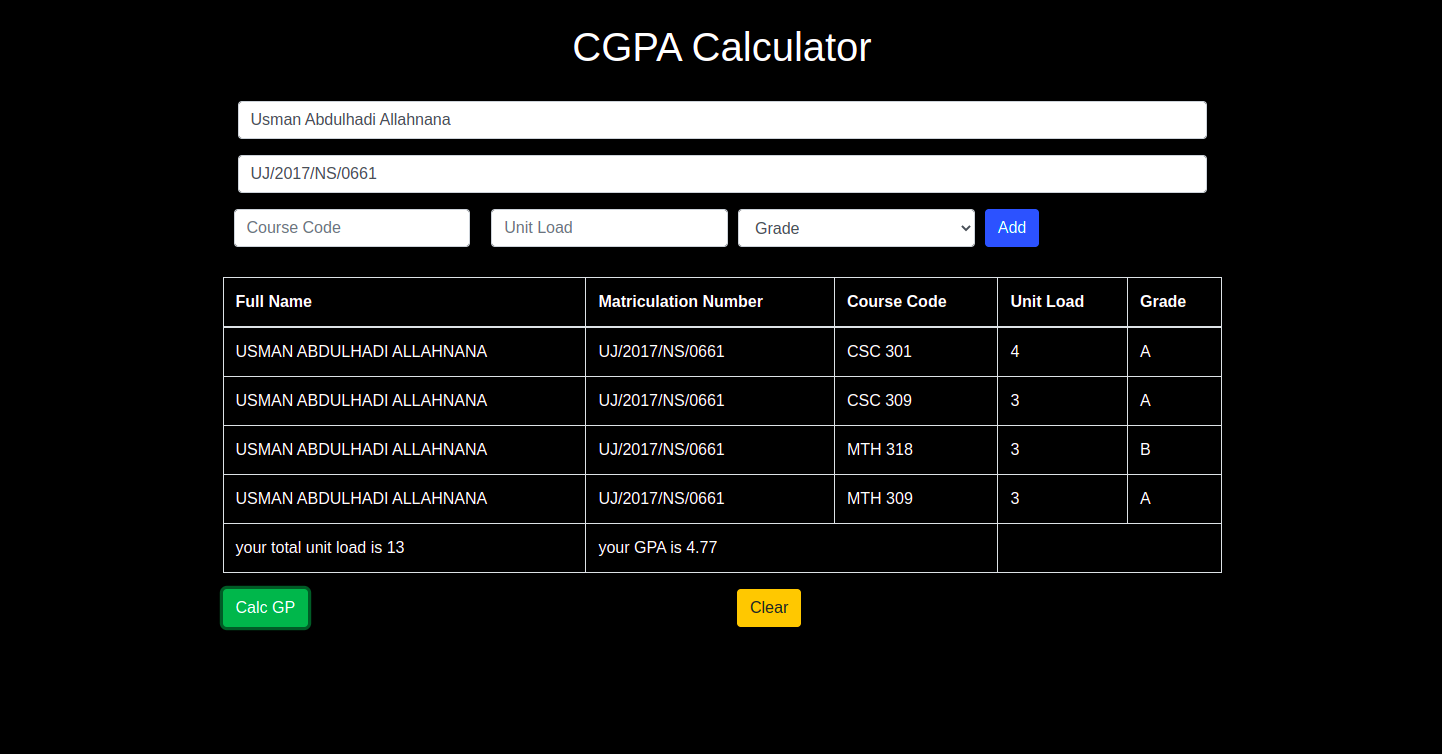 CGPA Calculator
Usman Abdulhadi Allahnana
UJ/2017/NS/0661
Course Code Unit Load Grade Add
Full Name Matriculation Number Course Code Unit Load Grade
USMAN ABDULHADI ALLAHNANA UJ/2017/NS/0661 CSC 301 4 A
USMAN ABDULHADI ALLAHNANA UJ/2017/NS/0661 CSC 309 3 A
USMAN ABDULHADI ALLAHNANA UJ/2017/NS/0661 MTH 318 3 B
USMAN ABDULHADI ALLAHNANA UJ/2017/NS/0661 MTH 309 3 A
your total unit load is 13 your GPA is 4.77
Calc GP Clear